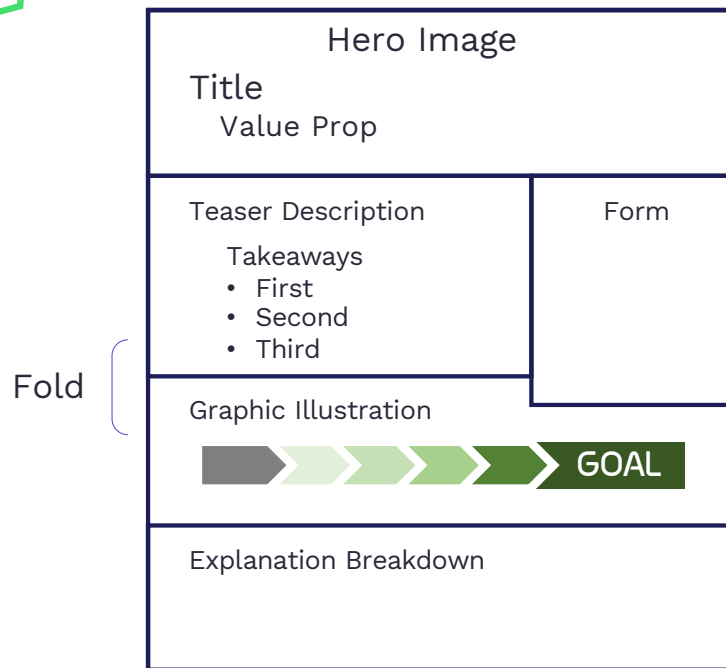 Hero Image
Title
Value Prop
Teaser Description
Form
Takeaways
• First
• Second
• Third
Fold
Graphic Illustration
GOAL
Explanation Breakdown